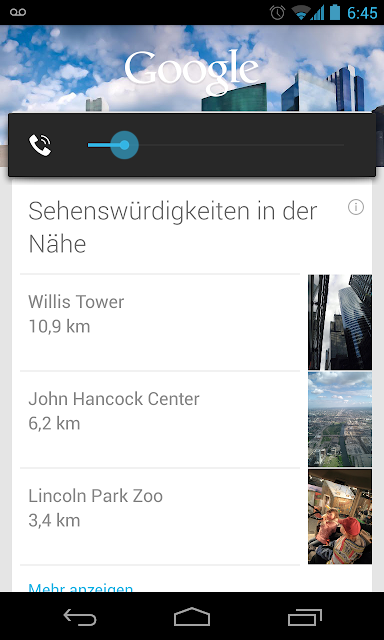 6:45
Google
Sehenswürdigkeiten in der
Nähe
Willis Tower
10,9 km
John Hancock Center
6,2 km
Lincoln Park Zoo
3,4 km
Mehr anzeigen